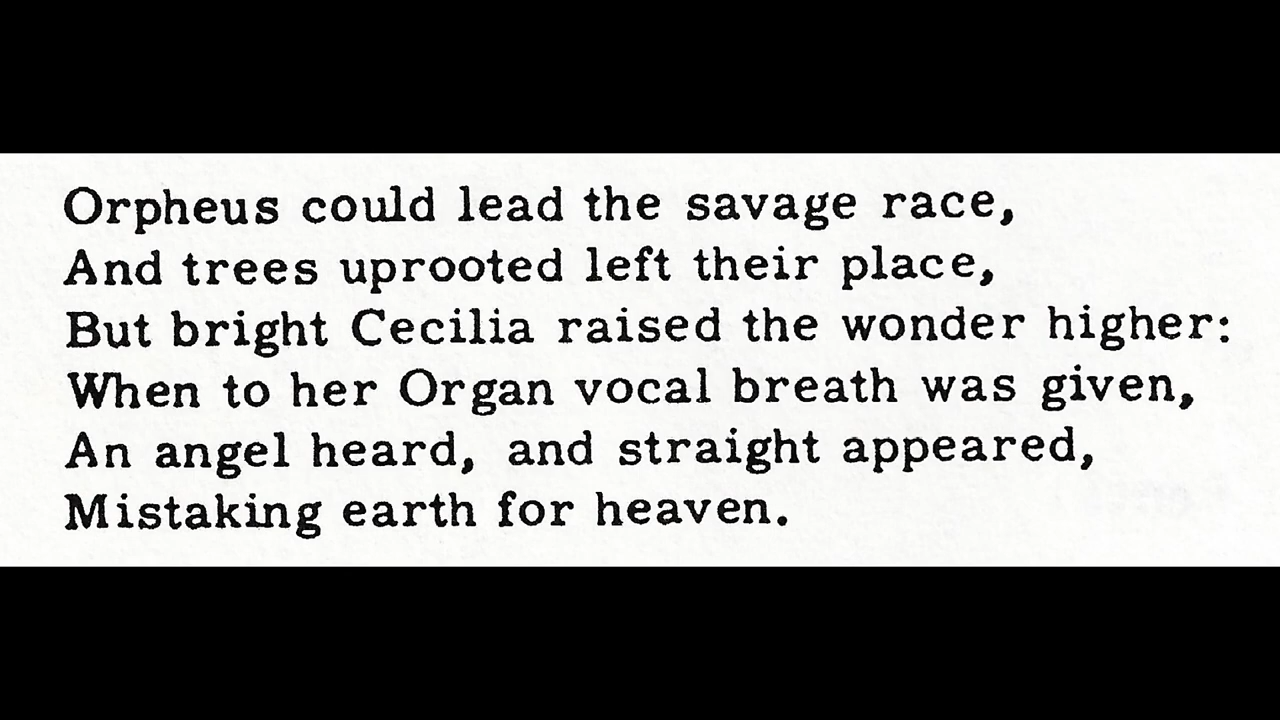 Orpheus could lead the savage race,
And trees uprooted left their place,
But bright Cecilia raised the wonder higher:
When to her Organ vocal breath was given,
An angel heard, and straight appeared,
Mistaking earth for heaven.